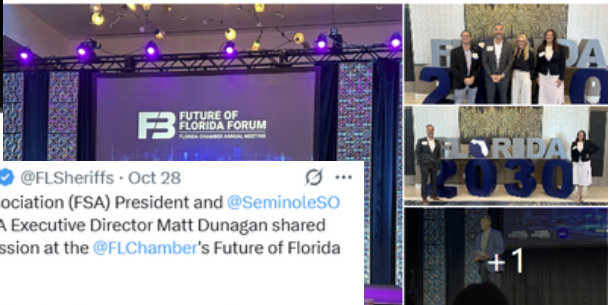 FB FUTURE OF
FLORIDA FORUM
FLORIDA CHAMBER ANNUAL MEETING
FLORIDA
2030
@FLSheriffs · Oct 28
ociation (FSA) President and @SeminoleSO
A Executive Director Matt Dunagan shared
ssion at the @FLChamber's Future of Florida
FLORIDA
2030
+1